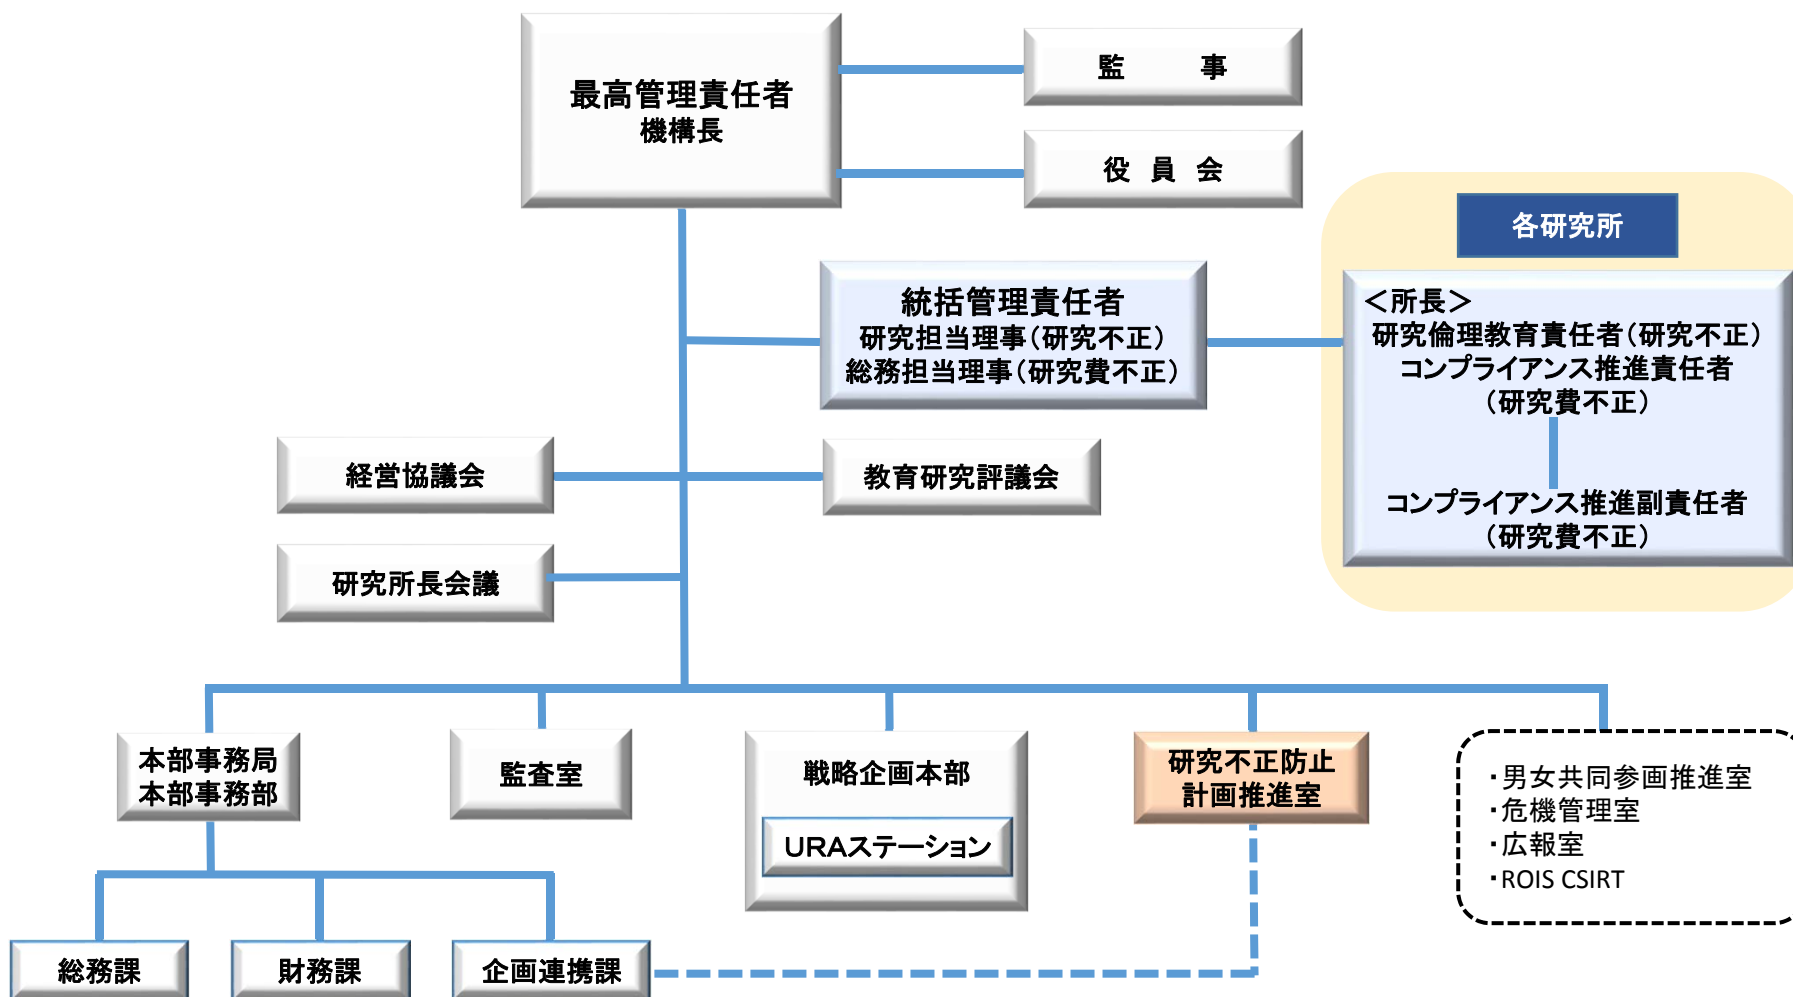 最高管理責任者
機構長
監　　事
役　員　会
各研究所
統括管理責任者
研究担当理事（研究不正）
総務担当理事（研究費不正）
＜所長＞
研究倫理教育責任者（研究不正）
コンプライアンス推進責任者
（研究費不正）
コンプライアンス推進副責任者
（研究費不正）
経営協議会
教育研究評議会
研究所長会議
本部事務局
本部事務部
監査室
戦略企画本部
URAステーション
研究不正防止
計画推進室
・男女共同参画推進室
・危機管理室
・広報室
・ROIS CSIRT
総務課
財務課
企画連携課